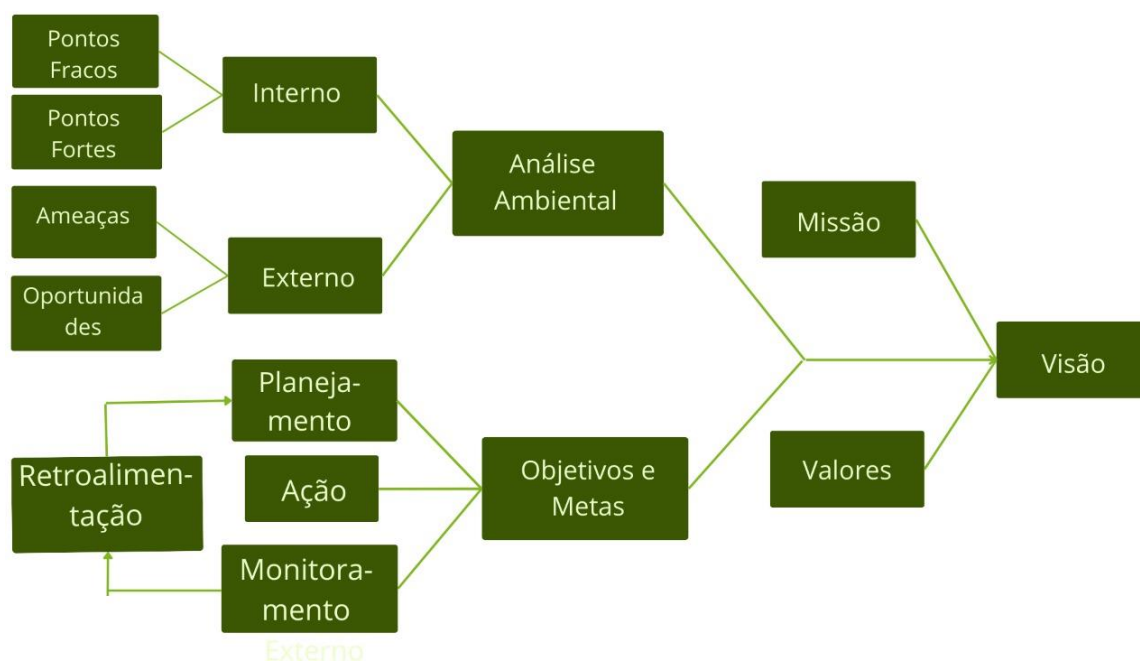 Pontos
Fracos
Pontos
Fortes
Interno
Ameaças
Oportunida
des
Externo
Análise
Ambiental
Missão
Visão
Valores
Planeja-
mento
Ação
Monitora-
mento
Retroalimen-
tação
Objetivos e
Metas
Externo